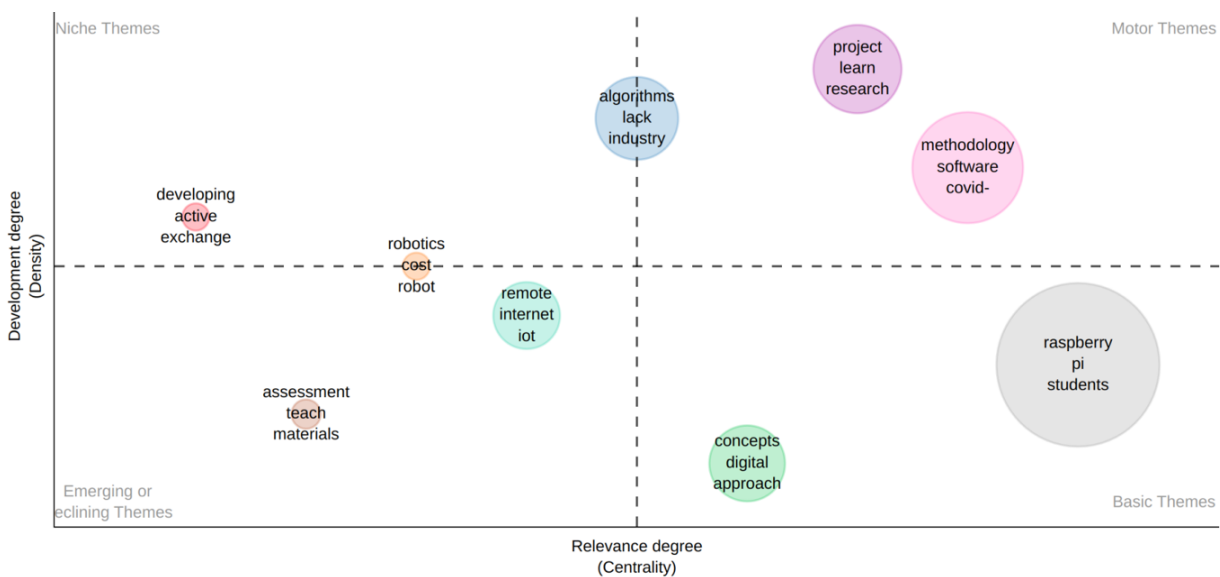 Niche Themes
Motor Themes
project
learn
research
algorithms
lack
industry
methodology
software
covid-
developing
active
exchange
robotics
cost
robot
remote
internet
iot
raspberry
pi
students
assessment
teach
materials
concepts
digital
approach
Emerging or
eclining Themes
Basic Themes
Development degree
(Density)
Relevance degree
(Centrality)